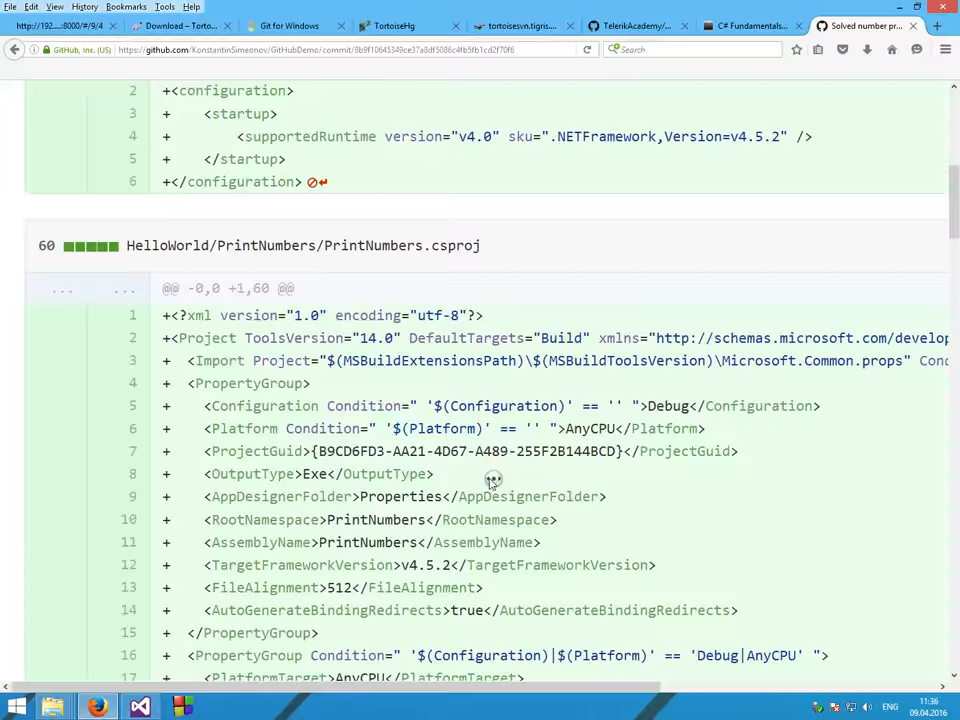 File Edit View History Bookmarks Tools Help
http://192....:8000/#/9/4
Download – Torto...
Git for Windows
TortoiseHg
tortoisesvn.tigris....
TelerikAcademy/...
C# Fundamentals...
Solved number pr...
GitHub, Inc. (US)
https://github.com/KonstantinSimeonov/GitHubDemo/commit/8b9f10645349ce37a8df5086c4fb5fb1cd2f70f6
Search
2 +<configuration>
3 + <startup>
4 + <supportedRuntime version="v4.0" sku=".NETFramework,Version=v4.5.2" />
5 + </startup>
6 +</configuration>
60 HelloWorld/PrintNumbers/PrintNumbers.csproj
... ... @@ -0,0 +1,60 @@
1 +<?xml version="1.0" encoding="utf-8"?>
2 +<Project ToolsVersion="14.0" DefaultTargets="Build" xmlns="http://schemas.microsoft.com/develop
3 + <Import Project="$(MSBuildExtensionsPath)\$(MSBuildToolsVersion)\Microsoft.Common.props" Cond
4 + <PropertyGroup>
5 + <Configuration Condition=" '$(Configuration)' == '' ">Debug</Configuration>
6 + <Platform Condition=" '$(Platform)' == '' ">AnyCPU</Platform>
7 + <ProjectGuid>{B9CD6FD3-AA21-4D67-A489-255F2B144BCD}</ProjectGuid>
8 + <OutputType>Exe</OutputType>
9 + <AppDesignerFolder>Properties</AppDesignerFolder>
10 + <RootNamespace>PrintNumbers</RootNamespace>
11 + <AssemblyName>PrintNumbers</AssemblyName>
12 + <TargetFrameworkVersion>v4.5.2</TargetFrameworkVersion>
13 + <FileAlignment>512</FileAlignment>
14 + <AutoGenerateBindingRedirects>true</AutoGenerateBindingRedirects>
15 + </PropertyGroup>
16 + <PropertyGroup Condition=" '$(Configuration)|$(Platform)' == 'Debug|AnyCPU' ">
17 + <PlatformTarget>AnyCPU</PlatformTarget>
ENG
11:36
09.04.2016